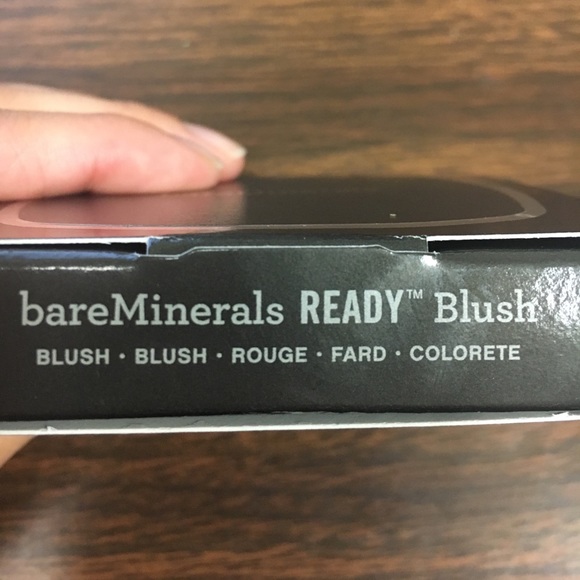 bareMinerals READY™ Blush
BLUSH · BLUSH · ROUGE · FARD · COLORETE